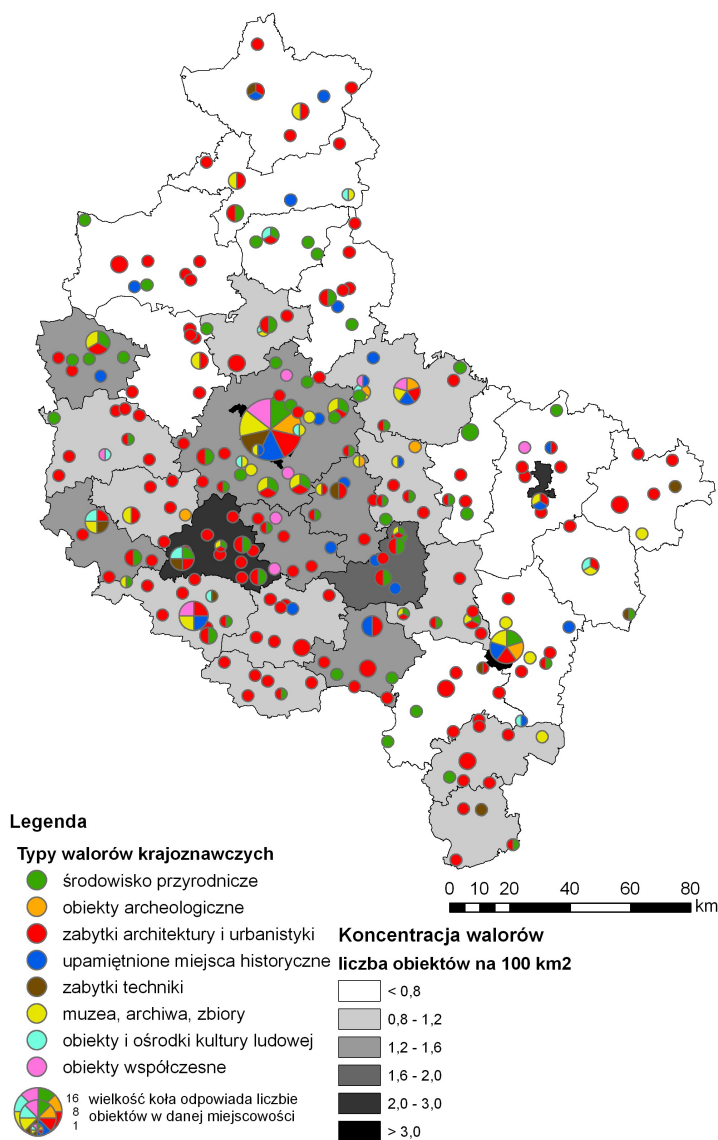 Legenda
Typy walorów krajoznawczych
środowisko przyrodnicze
obiekty archeologiczne
zabytki architektury i urbanistyki
upamiętnione miejsca historyczne
zabytki techniki
muzea, archiwa, zbiory
obiekty i ośrodki kultury ludowej
obiekty współczesne
16 wielkość koła odpowiada liczbie
8 obiektów w danej miejscowości
1
0 10 20 40 60 80
km
Koncentracja walorów
liczba obiektów na 100 km2
< 0,8
0,8 - 1,2
1,2 - 1,6
1,6 - 2,0
2,0 - 3,0
> 3,0